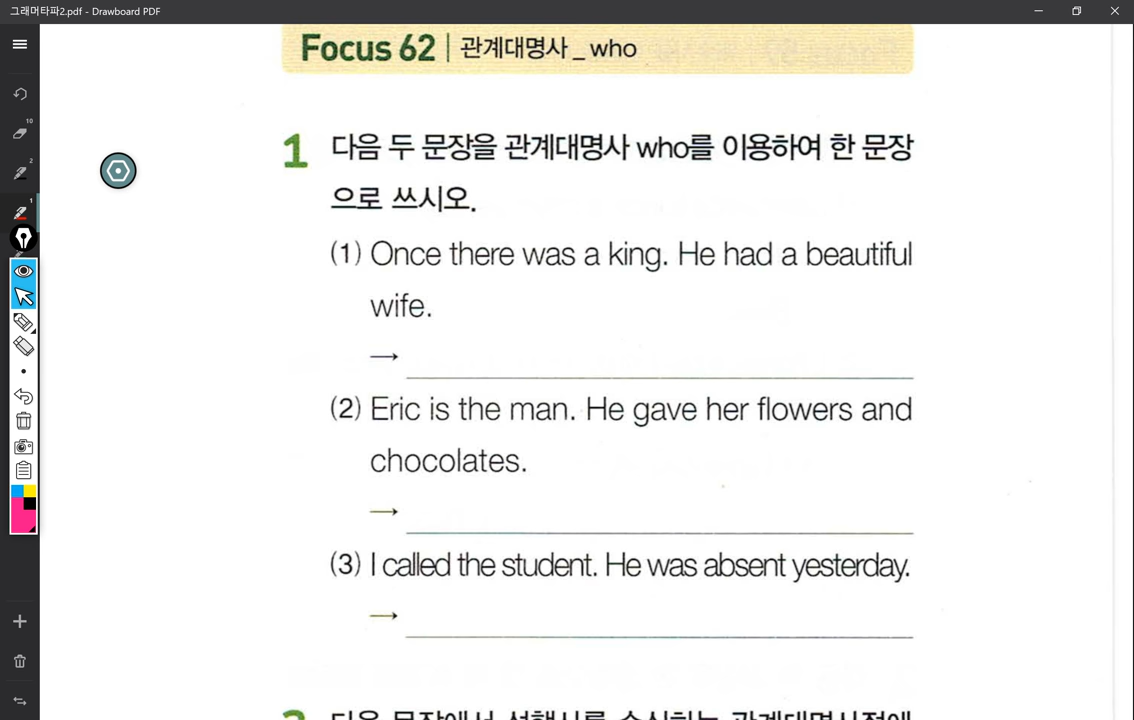 그래머타파2.pdf - Drawboard PDF
Focus 62 | 관계대명사 _ who
1 다음 두 문장을 관계대명사 who를 이용하여 한 문장
으로 쓰시오.
(1) Once there was a king. He had a beautiful
wife.
→
(2) Eric is the man. He gave her flowers and
chocolates.
→
(3) I called the student. He was absent yesterday.
→
10
2
1